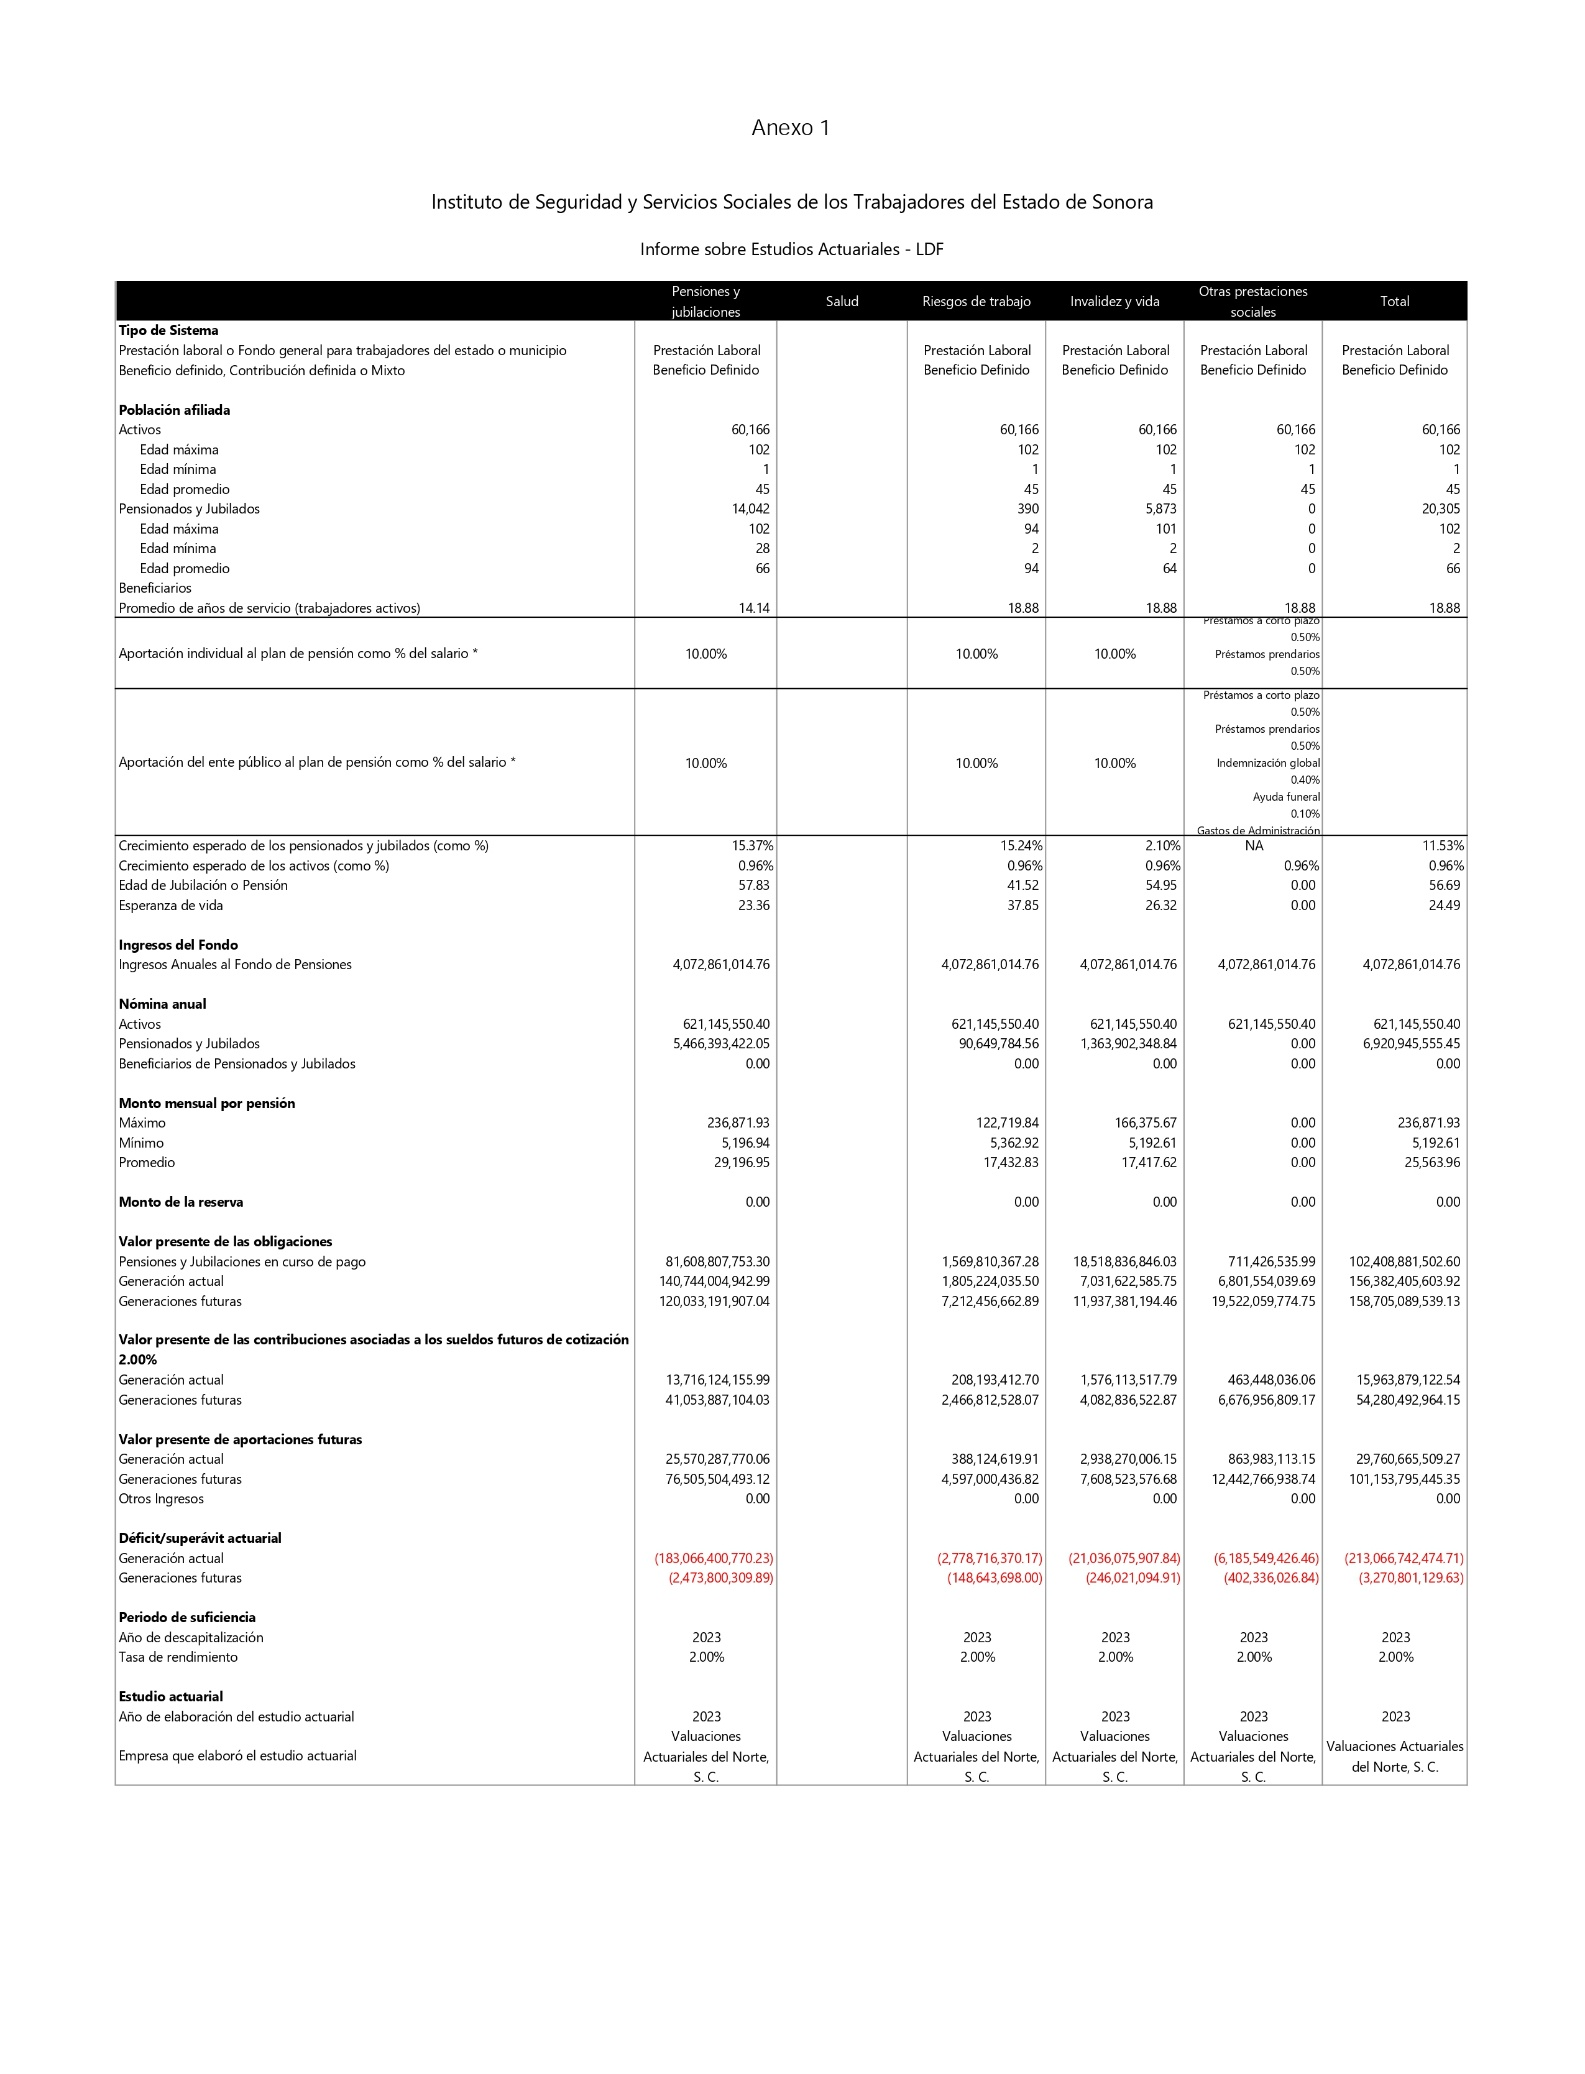 Anexo 1
Instituto de Seguridad y Servicios Sociales de los Trabajadores del Estado de Sonora
Informe sobre Estudios Actuariales - LDF
Pensiones y jubilaciones Salud Riesgos de trabajo Invalidez y vida Otras prestaciones sociales Total
Tipo de Sistema
Prestación laboral o Fondo general para trabajadores del estado o municipio Prestación Laboral Prestación Laboral Prestación Laboral Prestación Laboral Prestación Laboral
Beneficio definido, Contribución definida o Mixto Beneficio Definido Beneficio Definido Beneficio Definido Beneficio Definido Beneficio Definido
Población afiliada
Activos 60,166 60,166 60,166 60,166 60,166
Edad máxima 102 102 102 102 102
Edad mínima 1 1 1 1 1
Edad promedio 45 45 45 45 45
Pensionados y Jubilados 14,042 390 5,873 0 20,305
Edad máxima 102 94 101 0 102
Edad mínima 28 2 2 0 2
Edad promedio 66 94 64 0 66
Beneficiarios
Promedio de años de servicio (trabajadores activos) 14.14 18.88 18.88 18.88 18.88
Préstamos a corto plazo
0.50%
Aportación individual al plan de pensión como % del salario * 10.00% 10.00% 10.00% Préstamos prendarios
0.50%
Préstamos a corto plazo
0.50%
Préstamos prendarios
0.50%
Aportación del ente público al plan de pensión como % del salario * 10.00% 10.00% 10.00% Indemnización global
0.40%
Ayuda funeral
0.10%
Gastos de Administración
Crecimiento esperado de los pensionados y jubilados (como %) 15.37% 15.24% 2.10% NA 11.53%
Crecimiento esperado de los activos (como %) 0.96% 0.96% 0.96% 0.96% 0.96%
Edad de Jubilación o Pensión 57.83 41.52 54.95 0.00 56.69
Esperanza de vida 23.36 37.85 26.32 0.00 24.49
Ingresos del Fondo
Ingresos Anuales al Fondo de Pensiones 4,072,861,014.76 4,072,861,014.76 4,072,861,014.76 4,072,861,014.76 4,072,861,014.76
Nómina anual
Activos 621,145,550.40 621,145,550.40 621,145,550.40 621,145,550.40 621,145,550.40
Pensionados y Jubilados 5,466,393,422.05 90,649,784.56 1,363,902,348.84 0.00 6,920,945,555.45
Beneficiarios de Pensionados y Jubilados 0.00 0.00 0.00 0.00 0.00
Monto mensual por pensión
Máximo 236,871.93 122,719.84 166,375.67 0.00 236,871.93
Mínimo 5,196.94 5,362.92 5,192.61 0.00 5,192.61
Promedio 29,196.95 17,432.83 17,417.62 0.00 25,563.96
Monto de la reserva 0.00 0.00 0.00 0.00 0.00
Valor presente de las obligaciones
Pensiones y Jubilaciones en curso de pago 81,608,807,753.30 1,569,810,367.28 18,518,836,846.03 711,426,535.99 102,408,881,502.60
Generación actual 140,744,004,942.99 1,805,224,035.50 7,031,622,585.75 6,801,554,039.69 156,382,405,603.92
Generaciones futuras 120,033,191,907.04 7,212,456,662.89 11,937,381,194.46 19,522,059,774.75 158,705,089,539.13
Valor presente de las contribuciones asociadas a los sueldos futuros de cotización
2.00%
Generación actual 13,716,124,155.99 208,193,412.70 1,576,113,517.79 463,448,036.06 15,963,879,122.54
Generaciones futuras 41,053,887,104.03 2,466,812,528.07 4,082,836,522.87 6,676,956,809.17 54,280,492,964.15
Valor presente de aportaciones futuras
Generación actual 25,570,287,770.06 388,124,619.91 2,938,270,006.15 863,983,113.15 29,760,665,509.27
Generaciones futuras 76,505,504,493.12 4,597,000,436.82 7,608,523,576.68 12,442,766,938.74 101,153,795,445.35
Otros Ingresos 0.00 0.00 0.00 0.00 0.00
Déficit/superávit actuarial
Generación actual (183,066,400,770.23) (2,778,716,370.17) (21,036,075,907.84) (6,185,549,426.46) (213,066,742,474.71)
Generaciones futuras (2,473,800,309.89) (148,643,698.00) (246,021,094.91) (402,336,026.84) (3,270,801,129.63)
Periodo de suficiencia
Año de descapitalización 2023 2023 2023 2023 2023
Tasa de rendimiento 2.00% 2.00% 2.00% 2.00% 2.00%
Estudio actuarial
Año de elaboración del estudio actuarial 2023 2023 2023 2023 2023
Empresa que elaboró el estudio actuarial Valuaciones Actuariales del Norte, S. C. Valuaciones Actuariales del Norte, S. C. Valuaciones Actuariales del Norte, S. C. Valuaciones Actuariales del Norte, S. C. Valuaciones Actuariales del Norte, S. C.